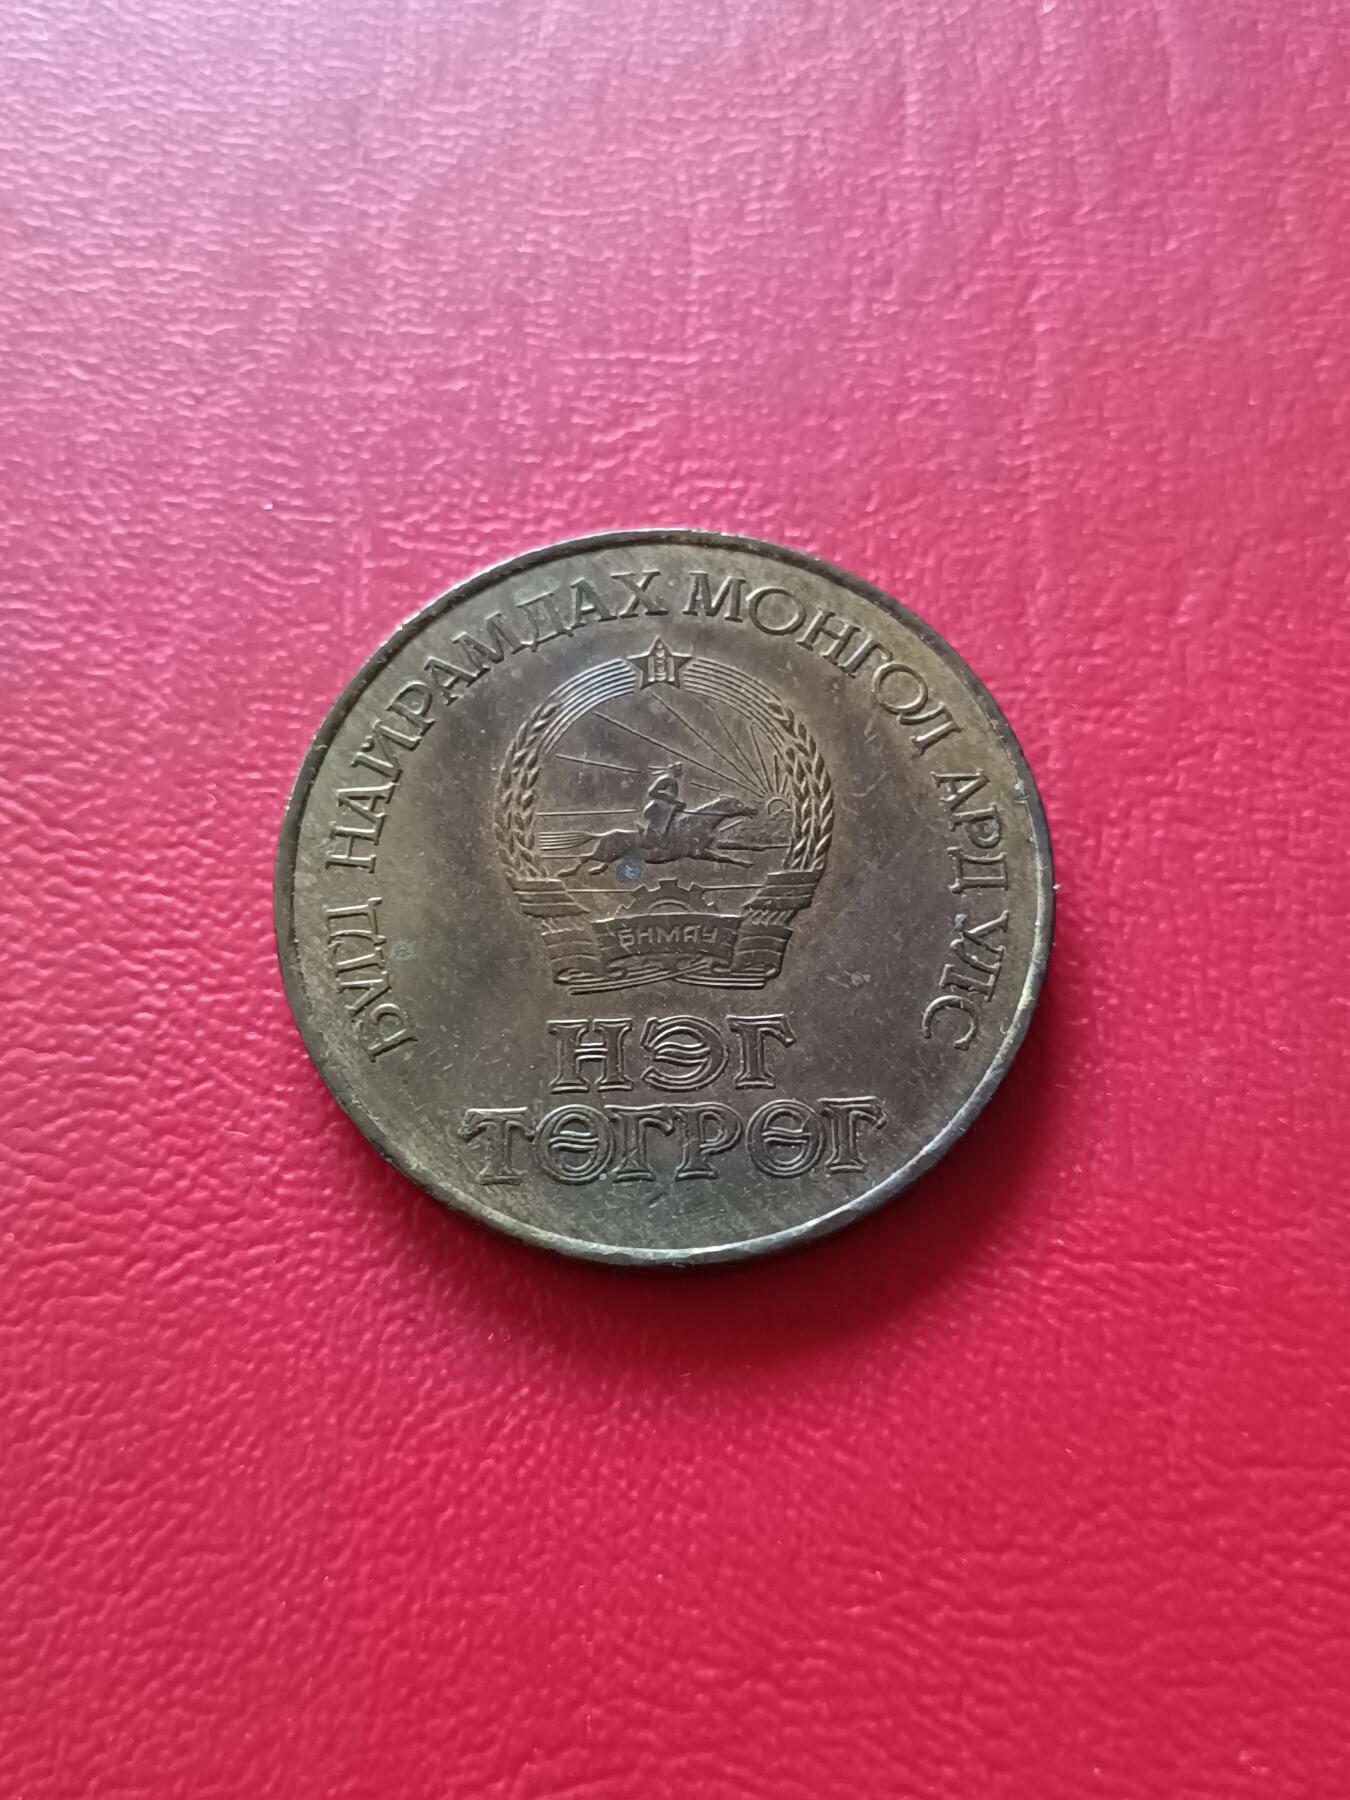 БҮГД НАЙРАМДАХ МОНГОЛ АРД УЛС
БНМАУ
НЭГ
ТӨГРӨГ